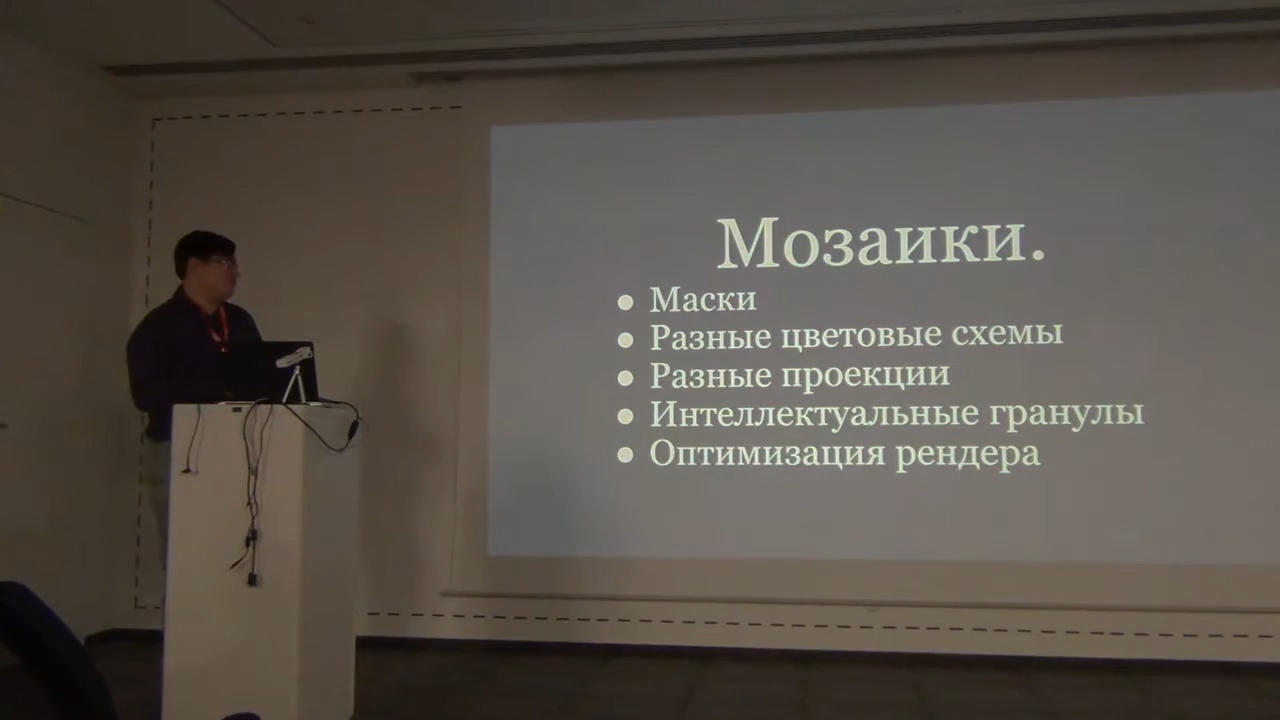 Мозаики.
● Маски
● Разные цветовые схемы
● Разные проекции
● Интеллектуальные гранулы
● Оптимизация рендера